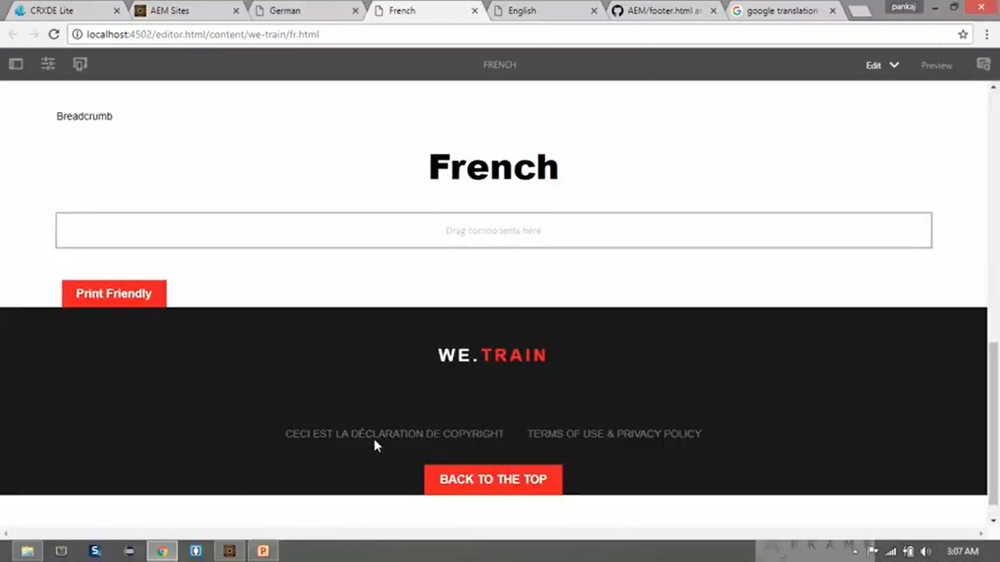 CRXDE Lite
AEM Sites
German
French
English
AEM/footer.html a
google translation
pankaj
localhost:4502/editor.html/content/we-train/fr.html
FRENCH
Edit
Preview
Breadcrumb
French
Drag components here
Print Friendly
WE.TRAIN
CECI EST LA DÉCLARATION DE COPYRIGHT
TERMS OF USE & PRIVACY POLICY
BACK TO THE TOP
FRAME
3:07 AM